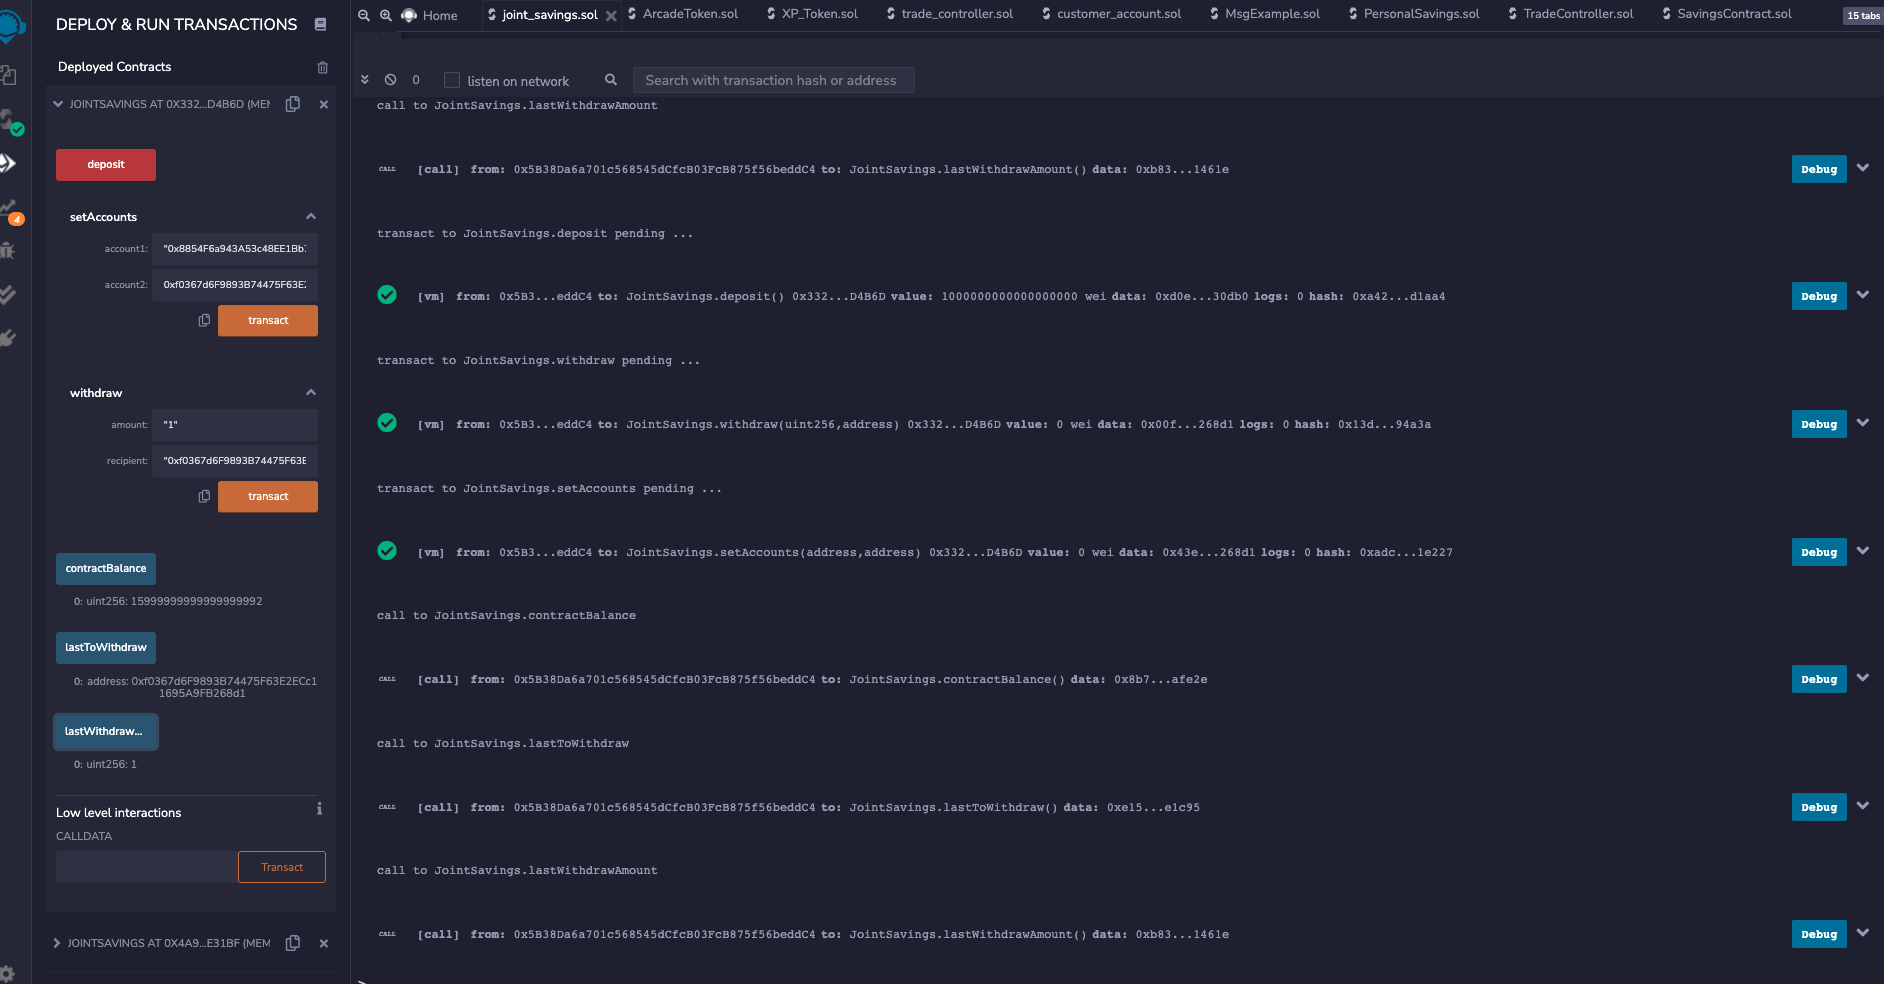 DEPLOY & RUN TRANSACTIONS
Deployed Contracts
JOINTSAVINGS AT 0X332...D4B6D (MEM
deposit
setAccounts
account1: "0x8854F6a943A53c48EE1Bb
account2: 0xf0367d6F9893B74475F63E
transact
withdraw
amount: "1"
recipient: "0xf0367d6F9893B74475F63E
transact
contractBalance
0: uint256: 15999999999999999992
lastToWithdraw
0: address: 0xf0367d6F9893B74475F63E2ECc1
1695A9FB268d1
lastWithdraw...
0: uint256: 1
Low level interactions
CALLDATA
Transact
JOINTSAVINGS AT 0X4A9...E31BF (MEM
4
Home joint_savings.sol ArcadeToken.sol XP_Token.sol trade_controller.sol customer_account.sol MsgExample.sol PersonalSavings.sol TradeController.sol SavingsContract.sol 15 tabs
0 listen on network Search with transaction hash or address
call to JointSavings.lastWithdrawAmount
CALL [call] from: 0x5B38Da6a701c568545dCfcB03FcB875f56beddC4 to: JointSavings.lastWithdrawAmount() data: 0xb83...1461e Debug
transact to JointSavings.deposit pending ...
[vm] from: 0x5B3...eddC4 to: JointSavings.deposit() 0x332...D4B6D value: 1000000000000000000 wei data: 0xd0e...30db0 logs: 0 hash: 0xa42...d1aa4 Debug
transact to JointSavings.withdraw pending ...
[vm] from: 0x5B3...eddC4 to: JointSavings.withdraw(uint256,address) 0x332...D4B6D value: 0 wei data: 0x00f...268d1 logs: 0 hash: 0x13d...94a3a Debug
transact to JointSavings.setAccounts pending ...
[vm] from: 0x5B3...eddC4 to: JointSavings.setAccounts(address,address) 0x332...D4B6D value: 0 wei data: 0x43e...268d1 logs: 0 hash: 0xadc...1e227 Debug
call to JointSavings.contractBalance
CALL [call] from: 0x5B38Da6a701c568545dCfcB03FcB875f56beddC4 to: JointSavings.contractBalance() data: 0x8b7...afe2e Debug
call to JointSavings.lastToWithdraw
CALL [call] from: 0x5B38Da6a701c568545dCfcB03FcB875f56beddC4 to: JointSavings.lastToWithdraw() data: 0xe15...e1c95 Debug
call to JointSavings.lastWithdrawAmount
CALL [call] from: 0x5B38Da6a701c568545dCfcB03FcB875f56beddC4 to: JointSavings.lastWithdrawAmount() data: 0xb83...1461e Debug